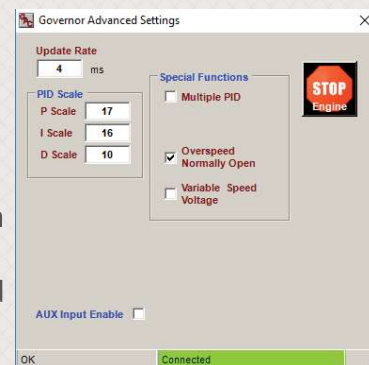 Governor Advanced Settings
Update Rate
4 ms
PID Scale
P Scale 17
I Scale 16
D Scale 10
Special Functions
Multiple PID
Overspeed
Normally Open
Variable Speed
Voltage
STOP
Engine
AUX Input Enable
OK
Connected